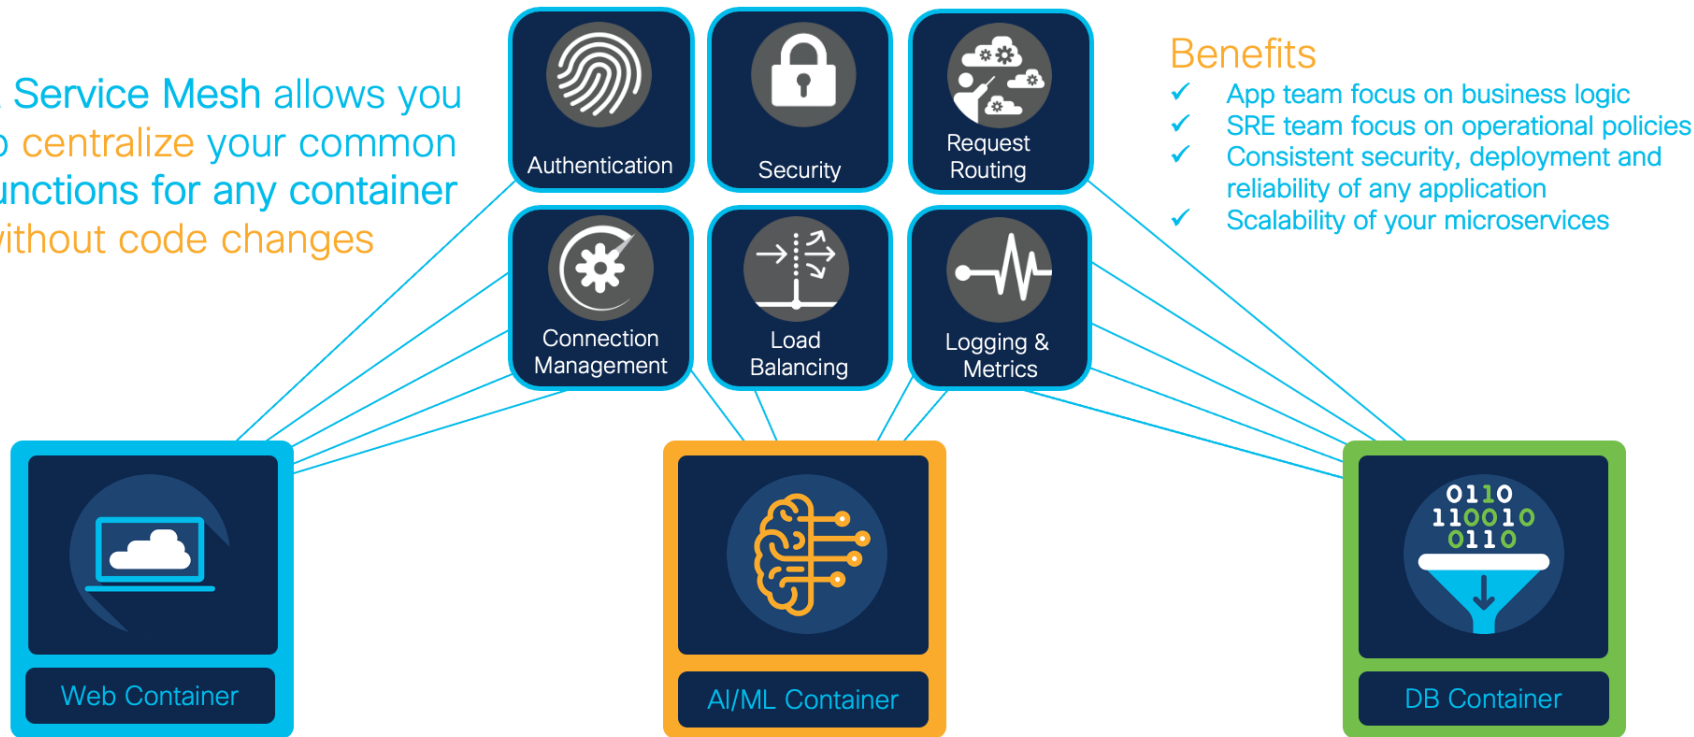 Service Mesh allows you
centralize your common
unctions for any container
ithout code changes
Authentication
Security
Request
Routing
Connection
Management
Load
Balancing
Logging &
Metrics
Benefits
✓ App team focus on business logic
✓ SRE team focus on operational policies
✓ Consistent security, deployment and
reliability of any application
✓ Scalability of your microservices
Web Container
AI/ML Container
0110
110010
0110
DB Container